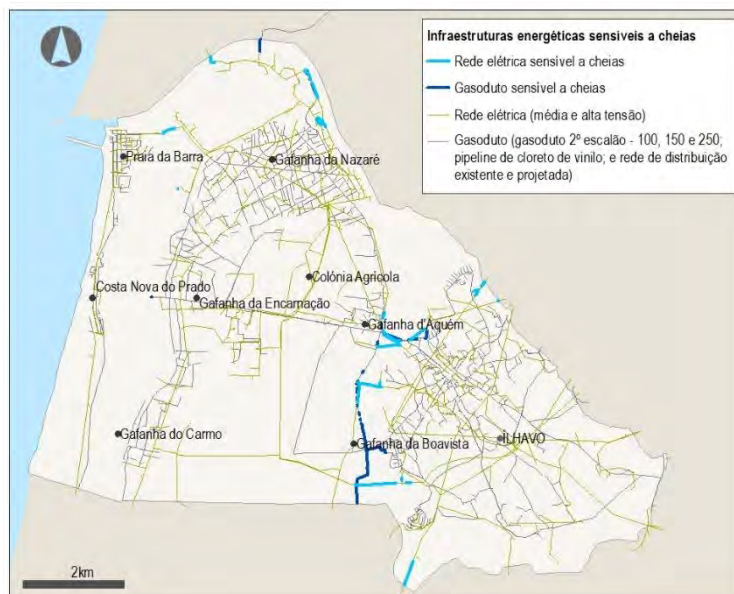 Infraestruturas energéticas sensíveis a cheias
Rede elétrica sensível a cheias
Gasoduto sensível a cheias
Rede elétrica (média e alta tensão)
Gasoduto (gasoduto 2º escalão - 100, 150 e 250;
pipeline de cloreto de vinilo; e rede de distribuição
existente e projetada)
Praia da Barra
Gafanha da Nazaré
Colónia Agrícola
Costa Nova do Prado
Gafanha da Encarnação
Gafanha d'Aquém
Gafanha do Carmo
Gafanha da Boavista
ÍLHAVO
2km